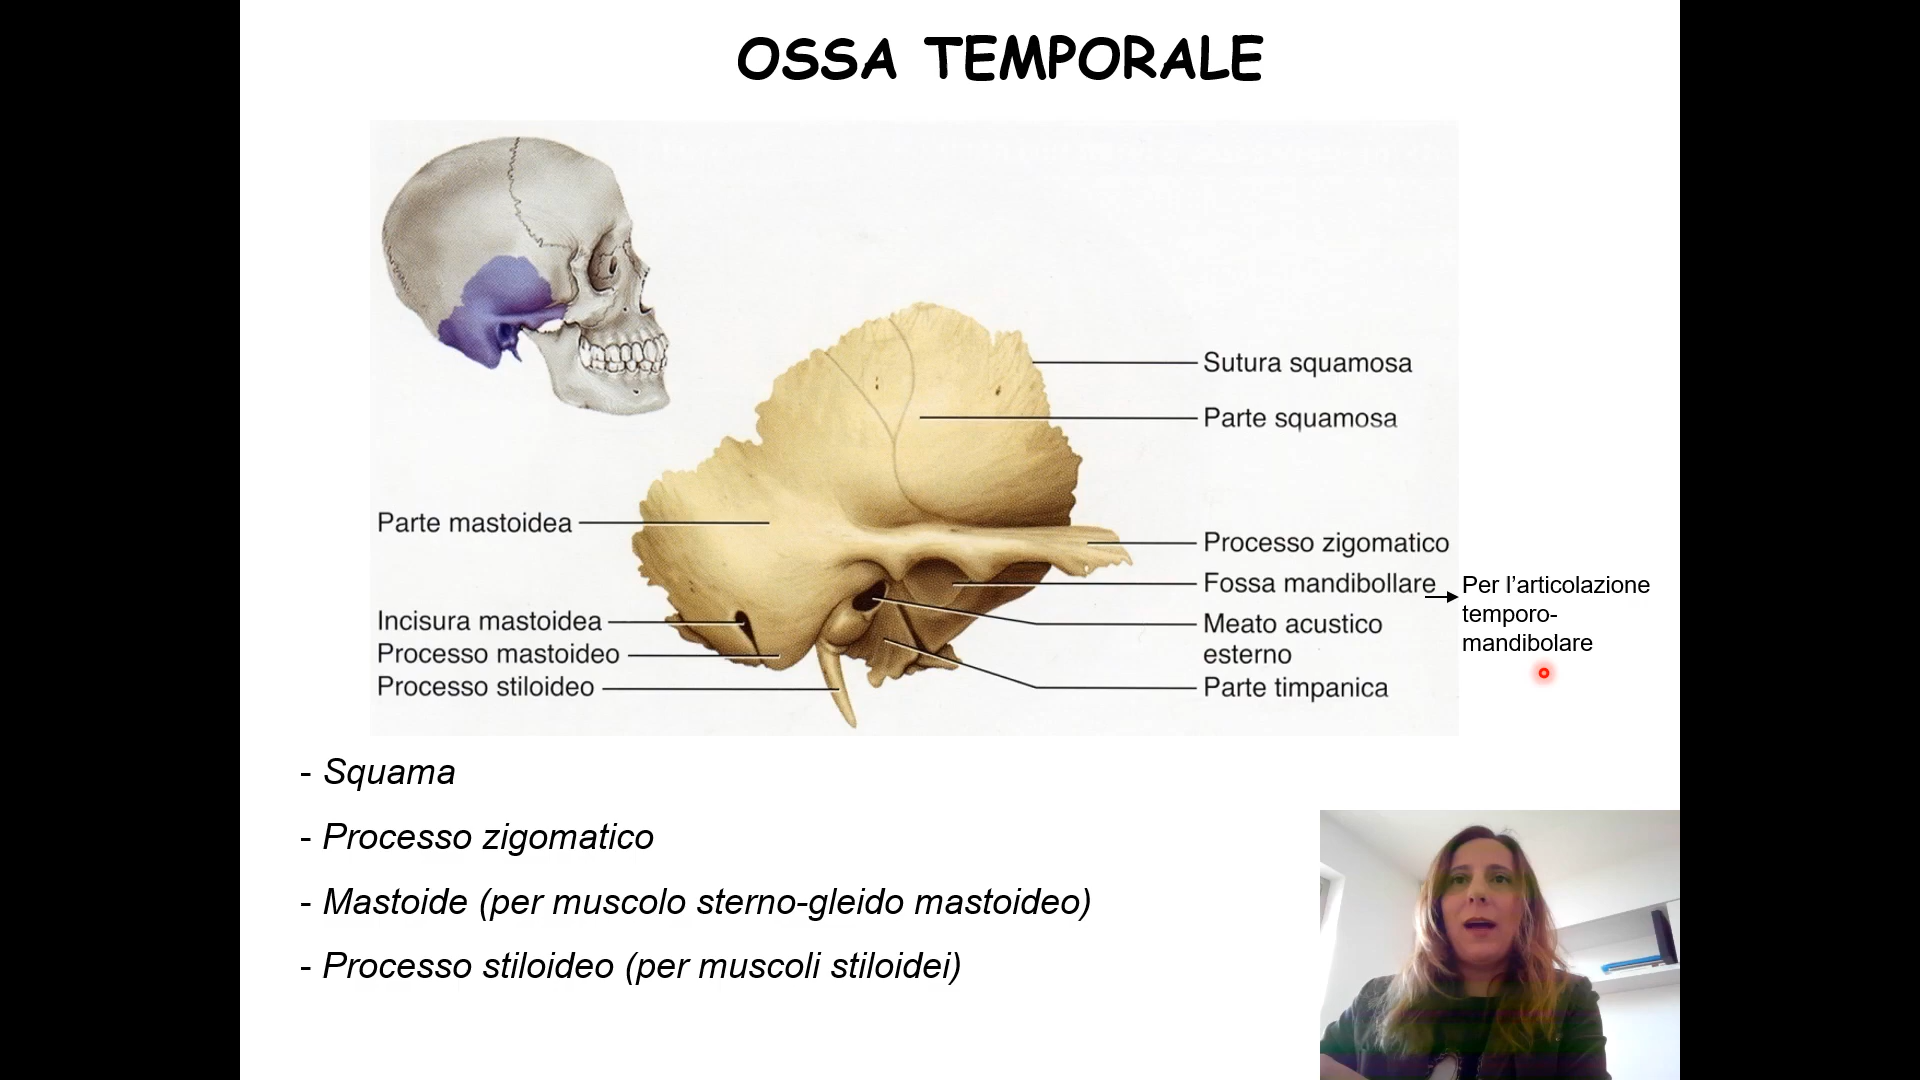 OSSA TEMPORALE
Sutura squamosa
Parte squamosa
Parte mastoidea
Processo zigomatico
Fossa mandibollare
Per l’articolazione
temporo-
mandibolare
Incisura mastoidea
Meato acustico
esterno
Processo mastoideo
Processo stiloideo
Parte timpanica
- Squama
- Processo zigomatico
- Mastoide (per muscolo sterno-gleido mastoideo)
- Processo stiloideo (per muscoli stiloidei)